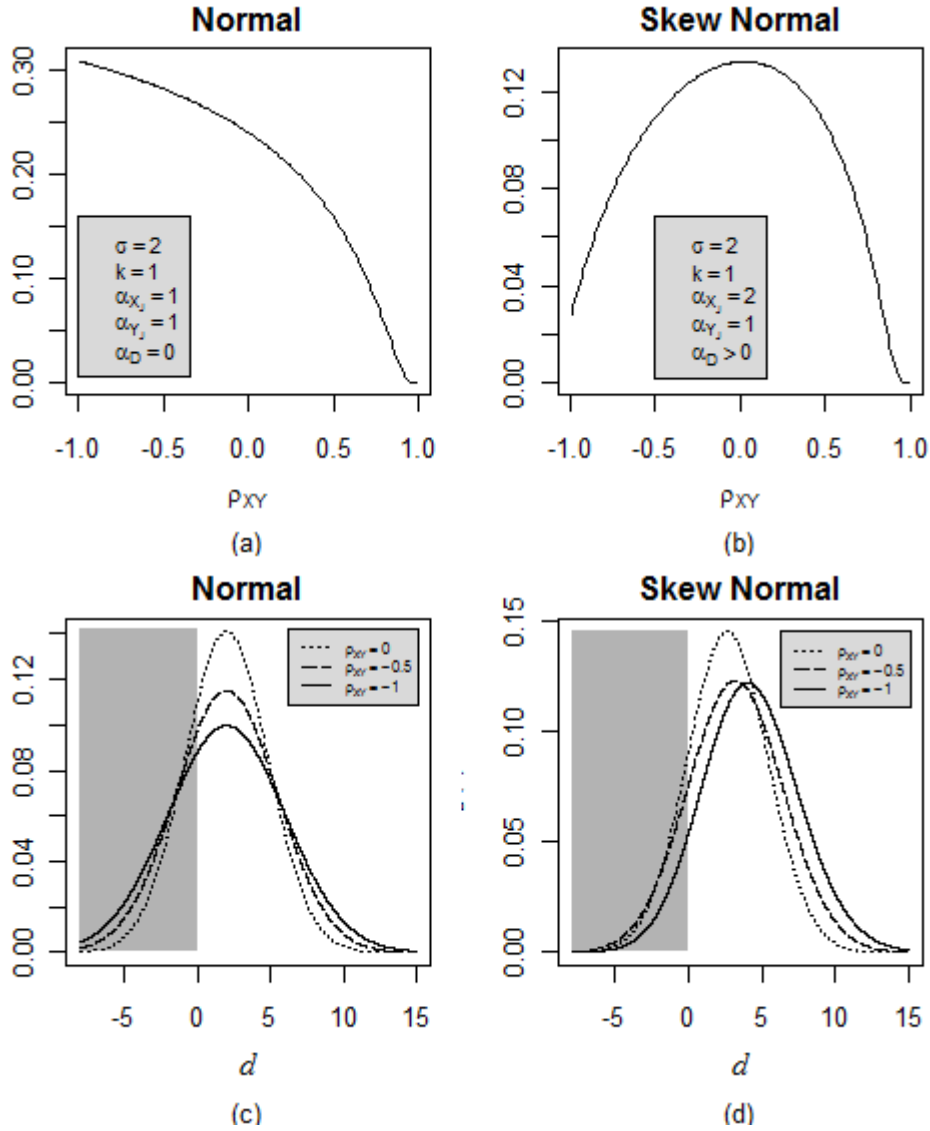 Normal
0.30
0.20
0.10
0.00
σ = 2
k = 1
α_{X_J} = 1
α_{Y_J} = 1
α_D = 0
-1.0 -0.5 0.0 0.5 1.0
ρXY
(a)
Skew Normal
0.12
0.08
0.04
0.00
σ = 2
k = 1
α_{X_J} = 2
α_{Y_J} = 1
α_D > 0
-1.0 -0.5 0.0 0.5 1.0
ρXY
(b)
Normal
0.12
0.08
0.04
0.00
ρXY = 0
ρXY = −0.5
ρXY = −1
-5 0 5 10 15
d
(c)
Skew Normal
0.15
0.10
0.05
0.00
ρXY = 0
ρXY = −0.5
ρXY = −1
-5 0 5 10 15
d
(d)